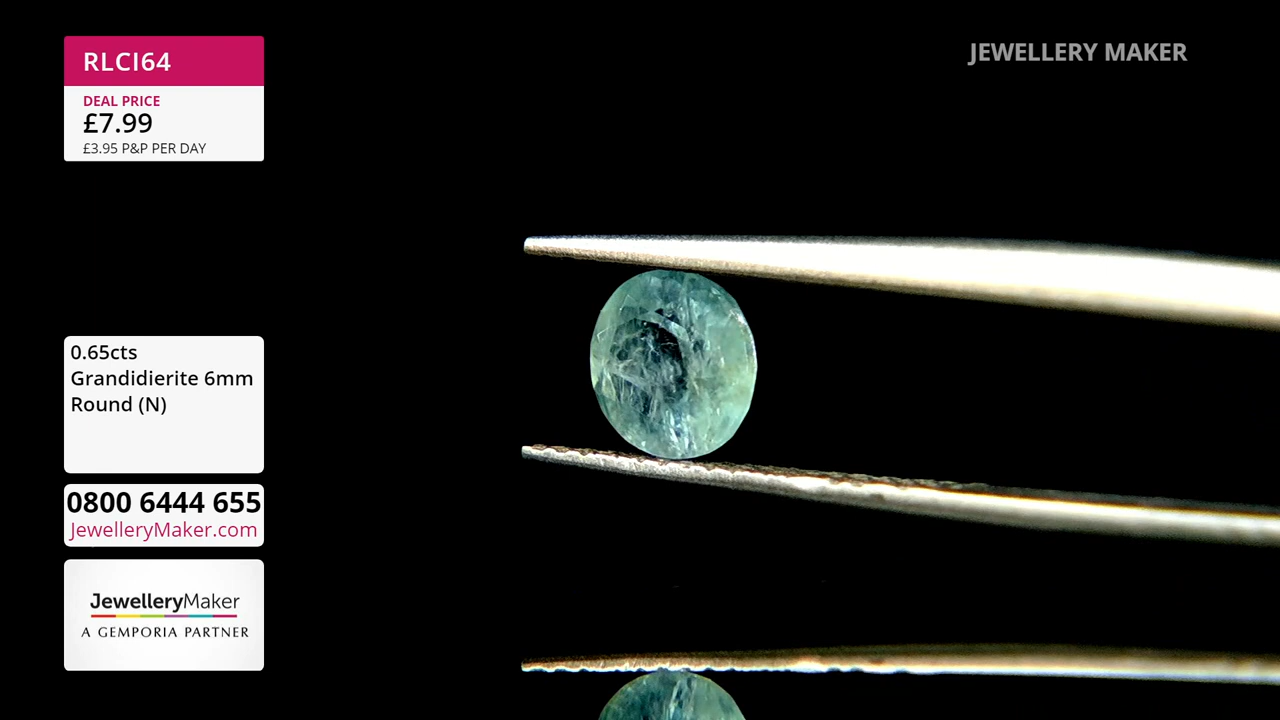 RLCI64
DEAL PRICE
£7.99
£3.95 P&P PER DAY
JEWELLERY MAKER
0.65cts
Grandidierite 6mm
Round (N)
0800 6444 655
JewelleryMaker.com
JewelleryMaker
A GEMPORIA PARTNER